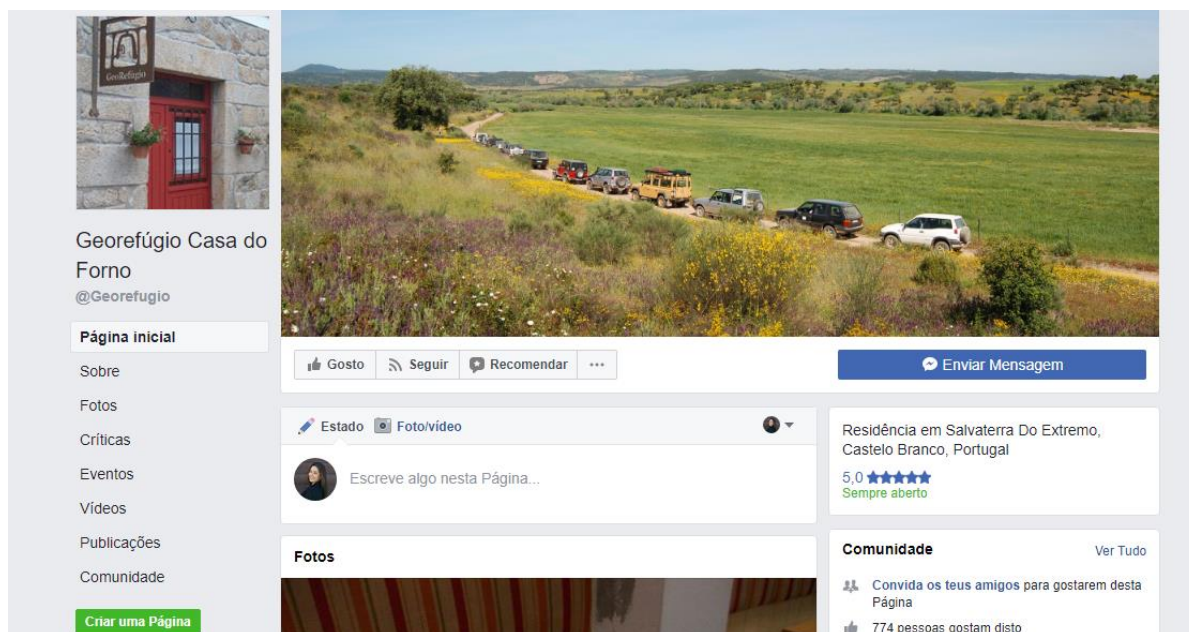 GeoRefúgio
Georefúgio Casa do
Forno
@Georefugio
Página inicial
Sobre
Fotos
Críticas
Eventos
Vídeos
Publicações
Comunidade
Criar uma Página
Gosto
Seguir
Recomendar
Enviar Mensagem
Estado
Foto/vídeo
Escreve algo nesta Página...
Fotos
Residência em Salvaterra Do Extremo,
Castelo Branco, Portugal
5,0 ★★★★★
Sempre aberto
Comunidade
Ver Tudo
Convida os teus amigos para gostarem desta
Página
774 pessoas gostam disto